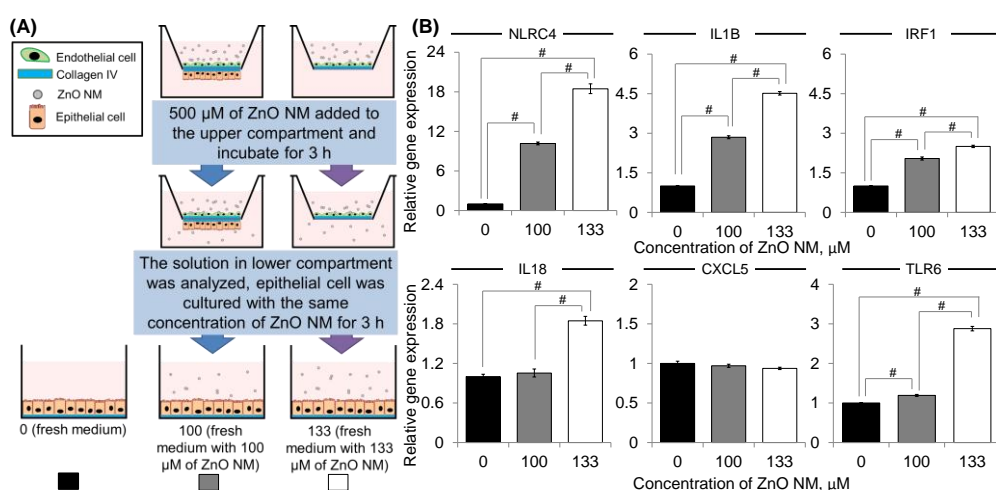 (A)
Endothelial cell
Collagen IV
ZnO NM
Epithelial cell
500 μM of ZnO NM added to
the upper compartment and
incubate for 3 h
The solution in lower compartment
was analyzed, epithelial cell was
cultured with the same
concentration of ZnO NM for 3 h
0 (fresh medium)
100 (fresh
medium with 100
μM of ZnO NM)
133 (fresh
medium with 133
μM of ZnO NM)
(B)
NLRC4
Relative gene expression
24
18
12
6
0
#
#
#
0 100 133
IL1B
6
4.5
3
1.5
0
#
#
#
0 100 133
IRF1
6
4.5
3
1.5
0
#
#
#
0 100 133
Concentration of ZnO NM, μM
IL18
Relative gene expression
2.4
1.8
1.2
0.6
0
#
#
0 100 133
CXCL5
2
1.5
1
0.5
0
0 100 133
TLR6
4
3
2
1
0
#
#
#
0 100 133
Concentration of ZnO NM, μM